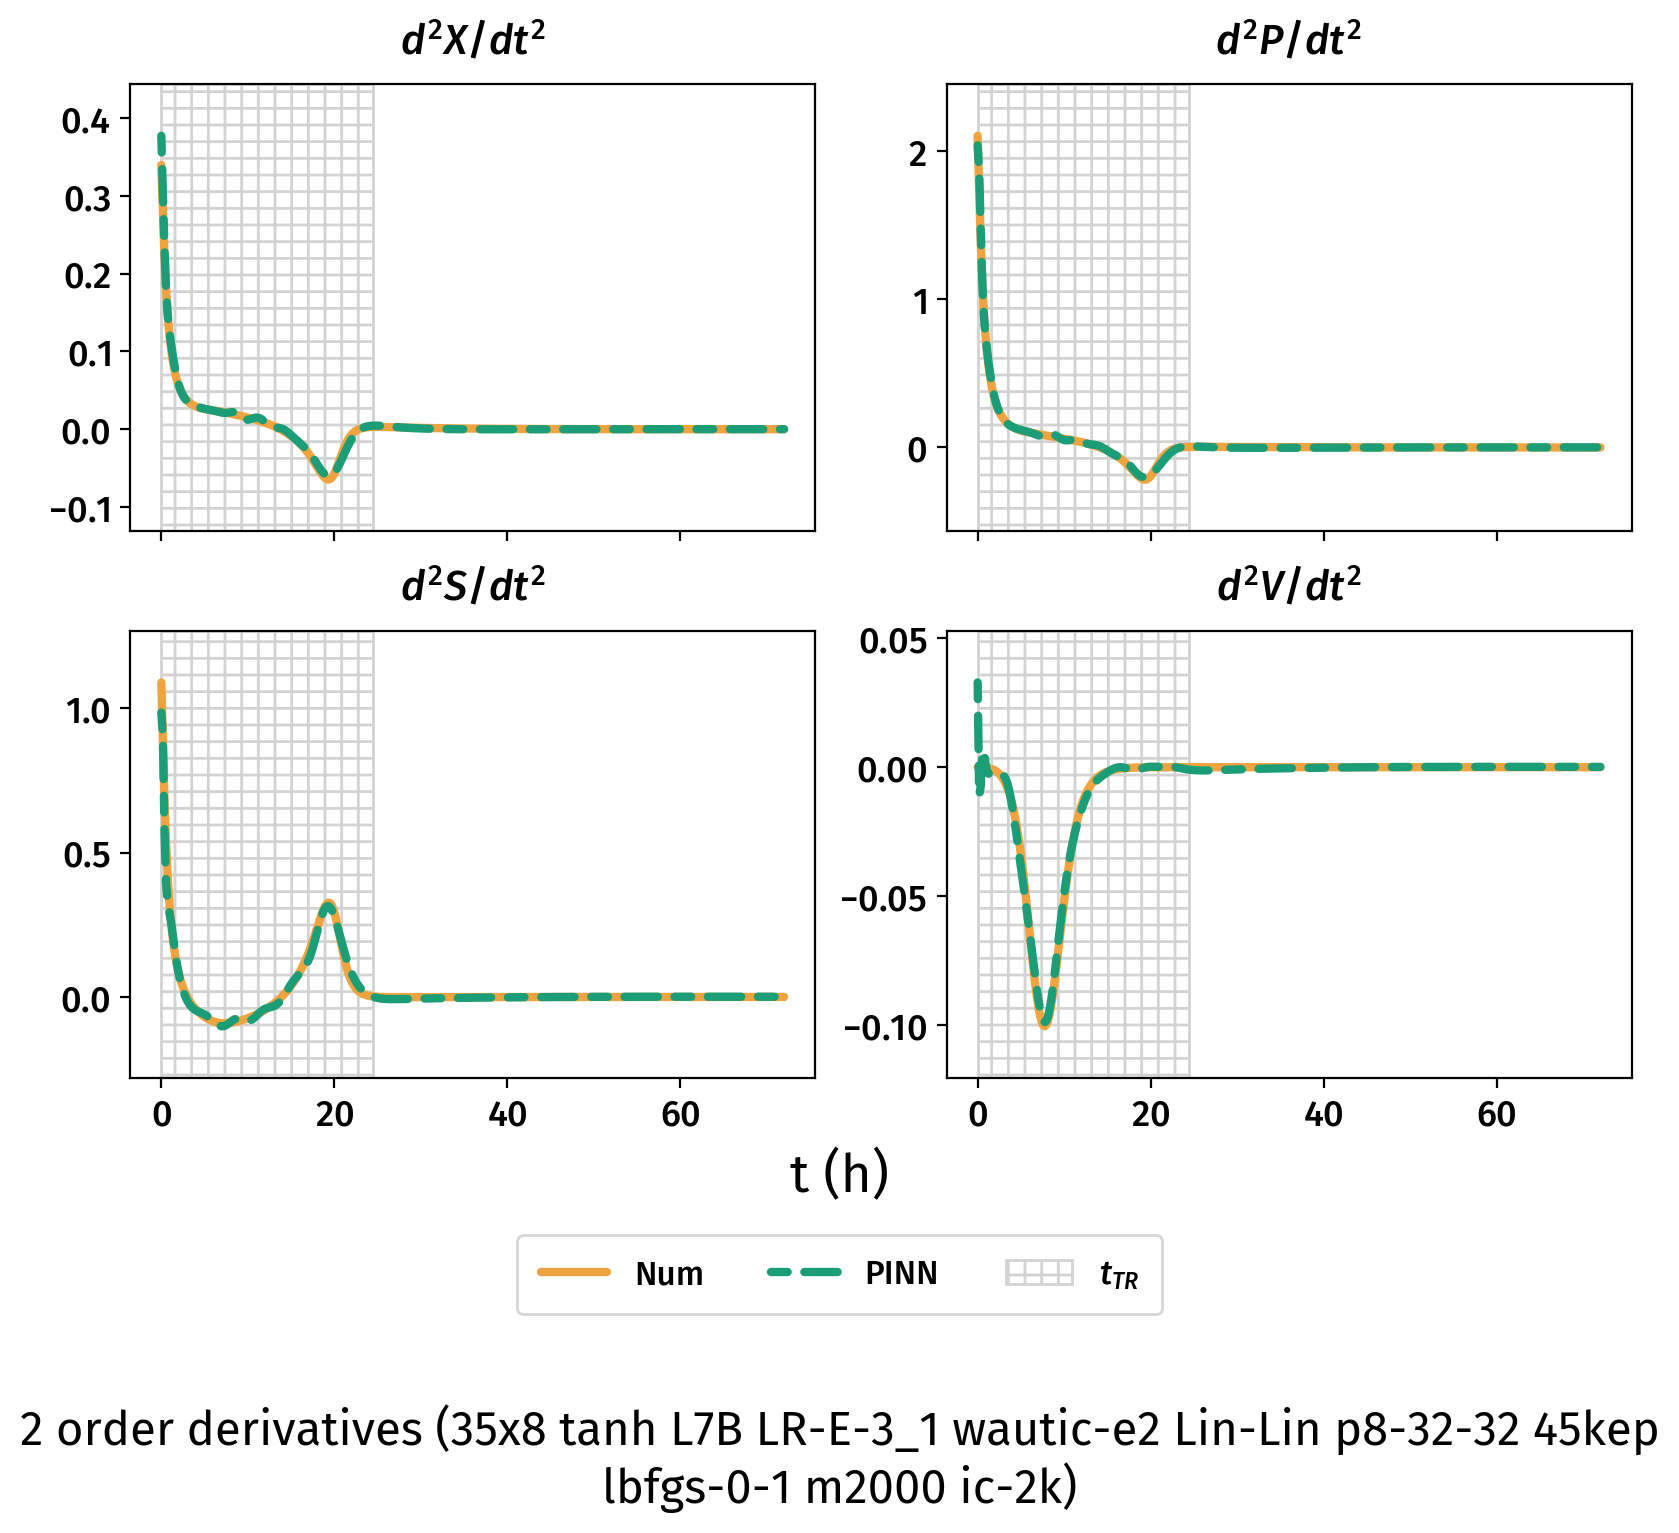 d²X/dt²
d²P/dt²
0.4
0.3
0.2
0.1
0.0
−0.1
2
1
0
d²S/dt²
d²V/dt²
1.0
0.5
0.0
0.05
0.00
−0.05
−0.10
0 20 40 60
0 20 40 60
t (h)
Num PINN t_TR
2 order derivatives (35x8 tanh L7B LR-E-3_1 wautic-e2 Lin-Lin p8-32-32 45kep
lbfgs-0-1 m2000 ic-2k)